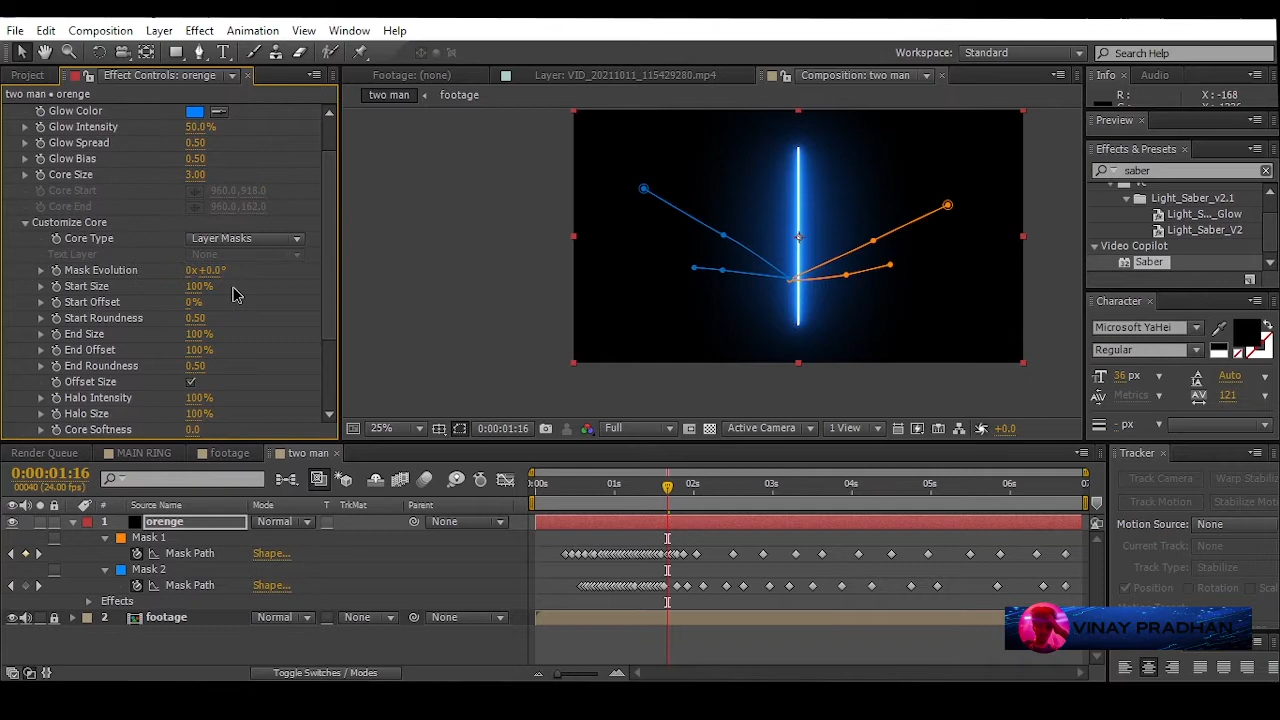 File Edit Composition Layer Effect Animation View Window Help
Workspace: Standard Search Help
Project Effect Controls: orenge Footage: (none) Layer: VID_20211011_115429280.mp4 Composition: two man Info Audio
two man • orenge
two man footage
R : X : -168
Glow Color
Glow Intensity 50.0 %
Glow Spread 0.50
Glow Bias 0.50
Core Size 3.00
Core Start 960.0, 918.0
Core End 960.0, 162.0
Customize Core
Core Type Layer Masks
Text Layer None
Mask Evolution 0x +0.0 °
Start Size 100 %
Start Offset 0 %
Start Roundness 0.50
End Size 100 %
End Offset 100 %
End Roundness 0.50
Offset Size
Halo Intensity 100 %
Halo Size 100 %
Core Softness 0.0
Preview
Effects & Presets
saber
Light_Saber_v2.1
Light_S..._Glow
Light_Saber_V2
Video Copilot
Saber
Character
Microsoft YaHei
Regular
36 px Auto
Metrics 121
- px
25% 0:00:01:16 Full Active Camera 1 View +0.0
Render Queue MAIN RING footage two man
Tracker
0:00:01:16
00040 (24.00 fps)
:00s 01s 02s 03s 04s 05s 06s
Track Camera Warp Stabiliz
Track Motion Stabilize Mo
Source Name Mode T TrkMat Parent
1 orenge Normal None
Motion Source: None
Mask 1
Current Track: None
Mask Path Shape...
Track Type: Stabilize
Mask 2
Mask Path Shape...
Position Rotation
Effects
2 footage Normal None None
VINAY PRADHAN
Toggle Switches / Modes